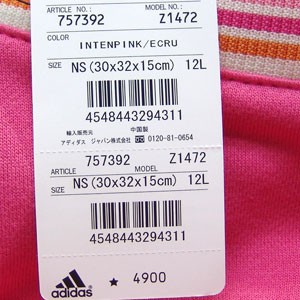 ARTICLE NO. MODEL NO.
757392 Z1472
COLOR INTENPINK/ECRU
SIZE NS (30x32x15cm) 12L
4548443294311
輸入販売元 中国製
アディダス ジャパン株式会社 0120-81-0654
757392 Z1472
ARTICLE MODEL
SIZE NS (30x32x15cm) 12L
4548443294311
adidas ★ 4900